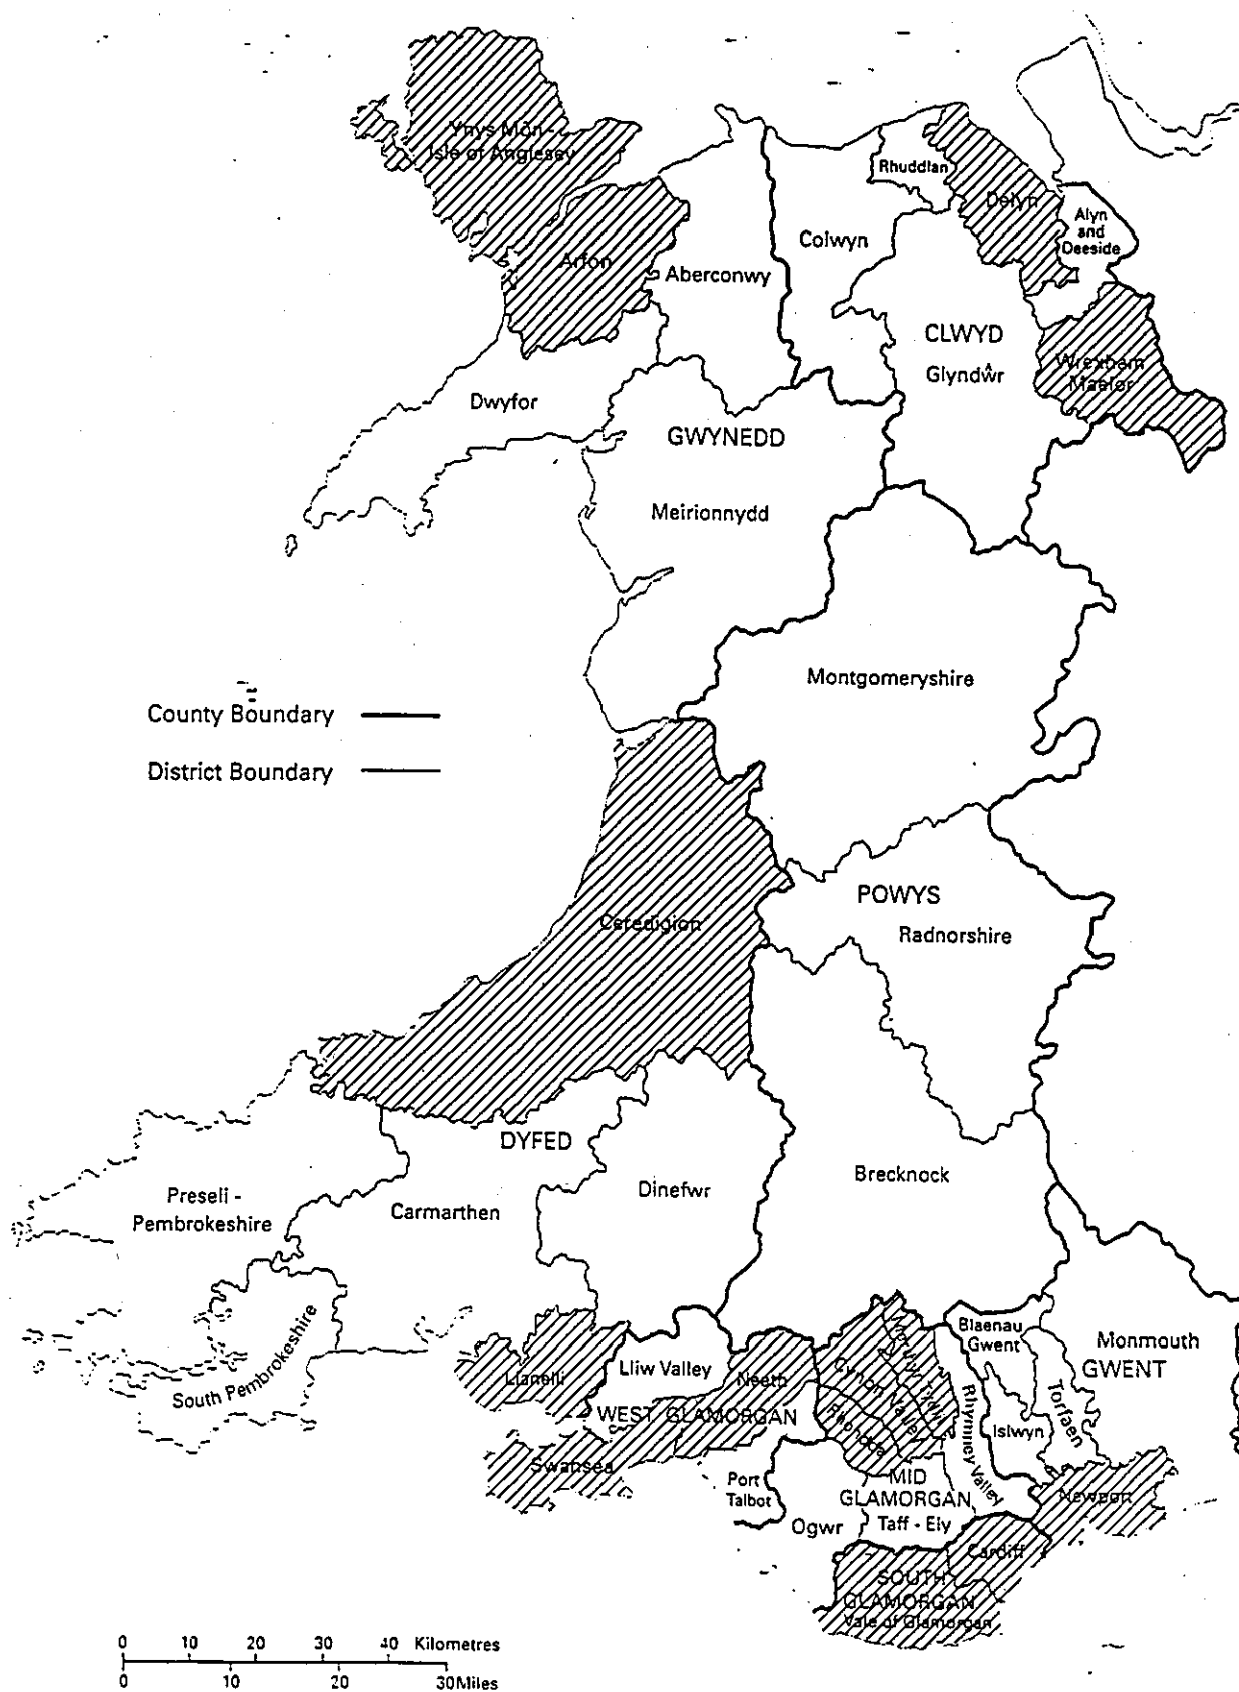 Ynys Môn -
Isle of Anglesey
Rhuddlan
Delyn
Alyn
and
Deeside
Colwyn
Arfon
Aberconwy
CLWYD
Glyndŵr
Wrexham
Maelor
Dwyfor
GWYNEDD
Meirionnydd
Montgomeryshire
County Boundary
District Boundary
POWYS
Radnorshire
Ceredigion
DYFED
Brecknock
Dinefwr
Preseli -
Pembrokeshire
Carmarthen
South Pembrokeshire
Llanelli
Lliw Valley
Neath
WEST GLAMORGAN
Swansea
Port
Talbot
Cynon Valley
Merthyr Tydfil
Rhondda
Rhymney Valley
Blaenau
Gwent
Islwyn
Torfaen
Monmouth
GWENT
Newport
MID
GLAMORGAN
Taff - Ely
Ogwr
Cardiff
SOUTH
GLAMORGAN
Vale of Glamorgan
0 10 20 30 40 Kilometres
0 10 20 30 Miles